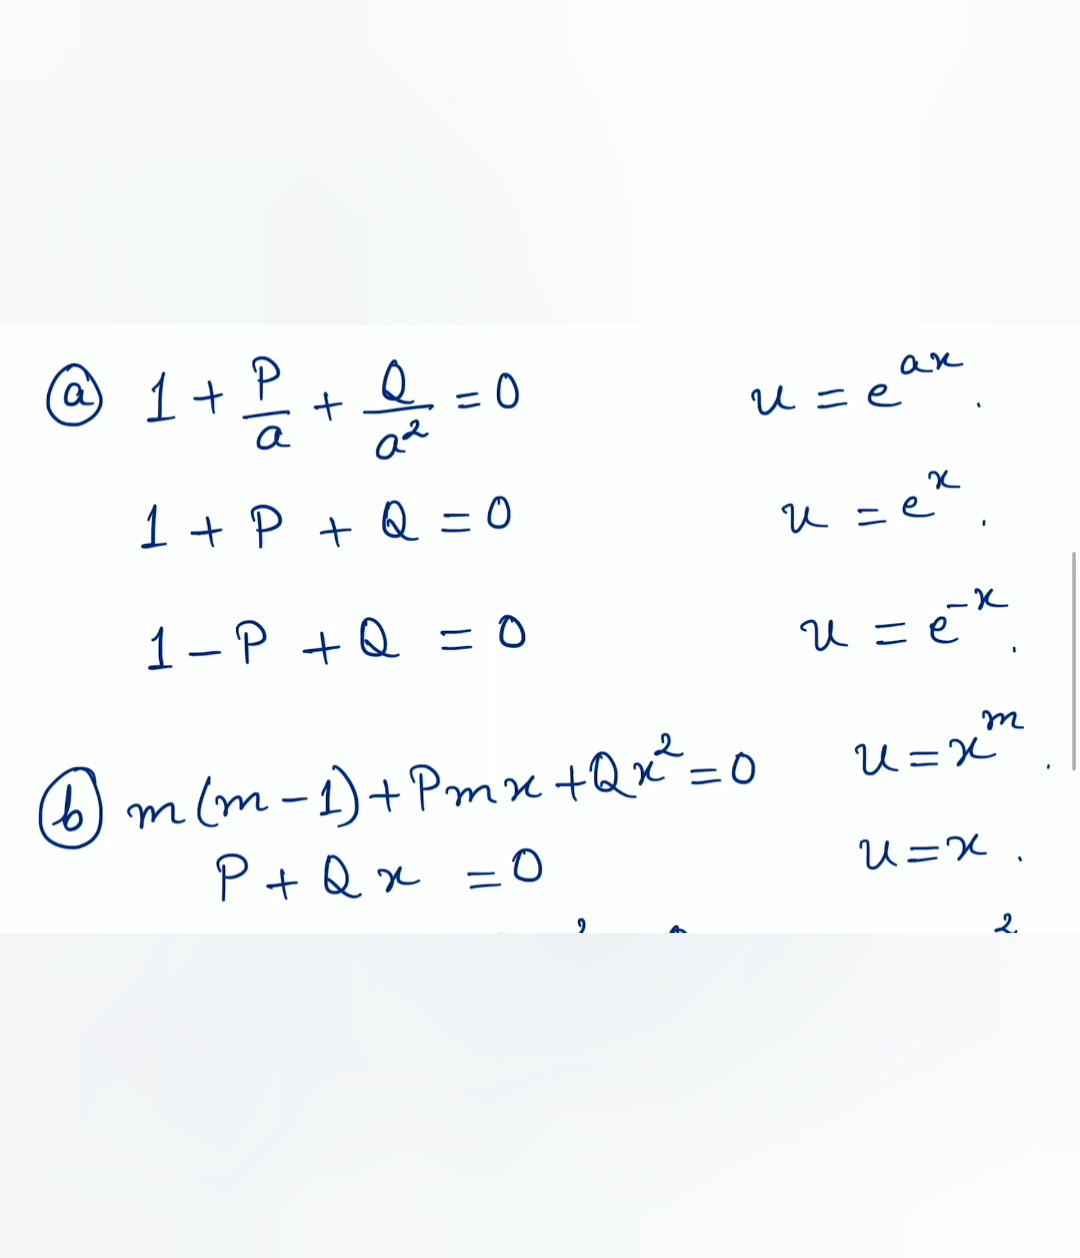 (a) 1 + P/a + Q/a² = 0 u = e^ax .
1 + P + Q = 0 u = e^x .
1 - P + Q = 0 u = e^-x .
(b) m(m-1) + Pmx + Qx² = 0 u = x^m .
P + Qx = 0 u = x .